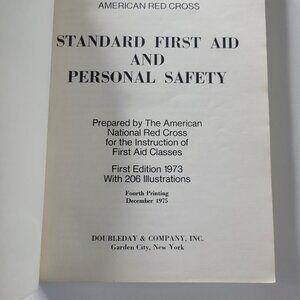 AMERICAN RED CROSS
STANDARD FIRST AID
AND
PERSONAL SAFETY
Prepared by The American
National Red Cross
for the Instruction of
First Aid Classes
First Edition 1973
With 206 Illustrations
Fourth Printing
December 1975
DOUBLEDAY & COMPANY, INC.
Garden City, New York